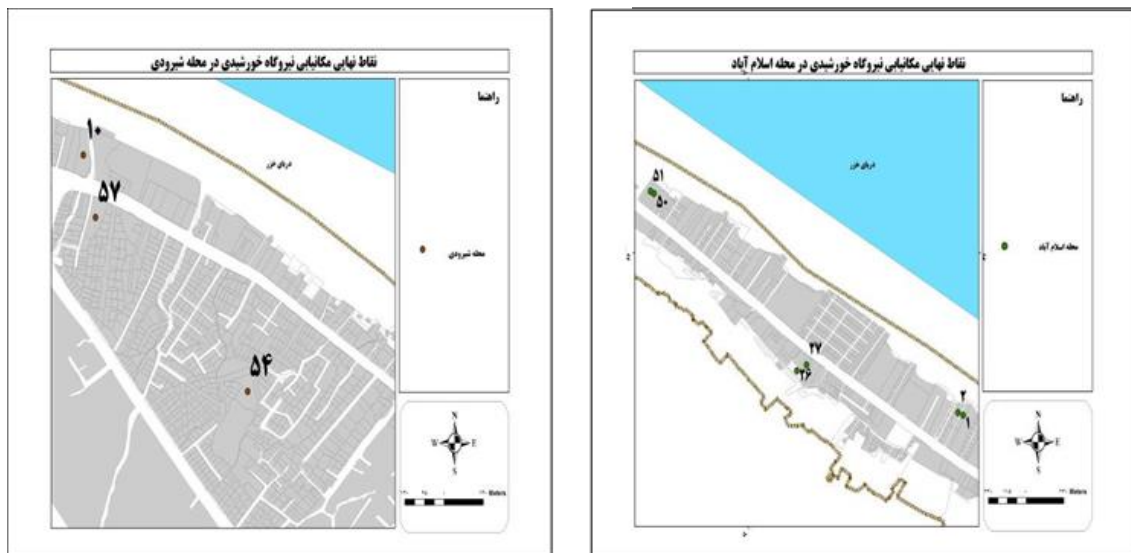 نقاط نهایی مکانیابی نیروگاه خورشیدی در محله شیرودی
راهنما
دریای خزر
۱۰
۵۷
۵۴
محله شیرودی
N
W E
S
Meters
نقاط نهایی مکانیابی نیروگاه خورشیدی در محله اسلام آباد
راهنما
دریای خزر
۵۱
۵۰
۲۷
۲۶
۲
۱
محله اسلام آباد
N
W E
S
Meters